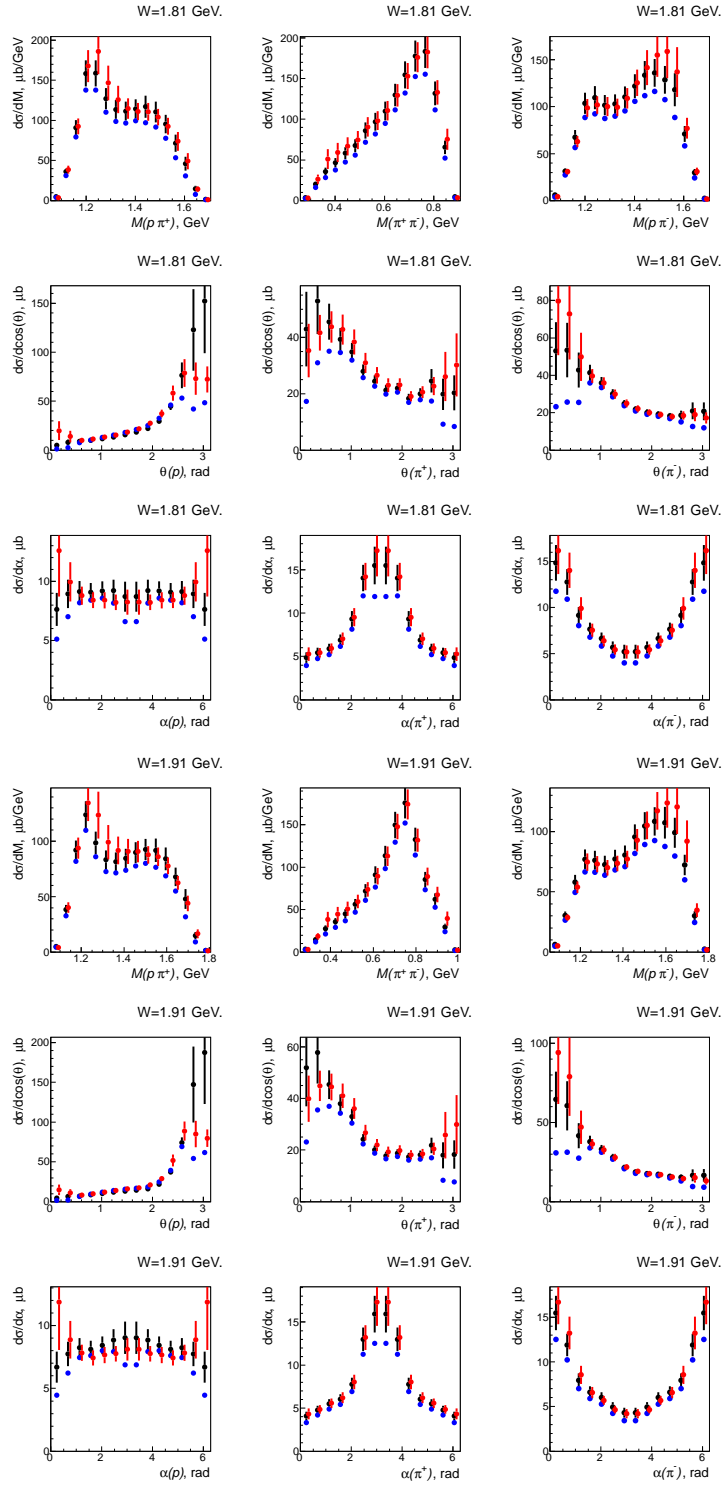 W=1.81 GeV. W=1.81 GeV. W=1.81 GeV.
dσ/dM, μb/GeV dσ/dM, μb/GeV dσ/dM, μb/GeV
200 200 150
150 150 100
100 100 50
50 50 0
0 0
1.2 1.4 1.6 0.4 0.6 0.8 1.2 1.4 1.6
M(p π⁺), GeV M(π⁺ π⁻), GeV M(p π⁻), GeV
W=1.81 GeV. W=1.81 GeV. W=1.81 GeV.
dσ/dcos(θ), μb dσ/dcos(θ), μb dσ/dcos(θ), μb
150 40 80
100 20 60
50 0 40
0 20
0
0 1 2 3 0 1 2 3 0 1 2 3
θ(p), rad θ(π⁺), rad θ(π⁻), rad
W=1.81 GeV. W=1.81 GeV. W=1.81 GeV.
dσ/dα, μb dσ/dα, μb dσ/dα, μb
10 15 15
5 10 10
0 5 5
0 0
0 2 4 6 0 2 4 6 0 2 4 6
α(p), rad α(π⁺), rad α(π⁻), rad
W=1.91 GeV. W=1.91 GeV. W=1.91 GeV.
dσ/dM, μb/GeV dσ/dM, μb/GeV dσ/dM, μb/GeV
100 150 100
50 100 50
0 50 0
0
1.2 1.4 1.6 1.8 0.4 0.6 0.8 1 1.2 1.4 1.6 1.8
M(p π⁺), GeV M(π⁺ π⁻), GeV M(p π⁻), GeV
W=1.91 GeV. W=1.91 GeV. W=1.91 GeV.
dσ/dcos(θ), μb dσ/dcos(θ), μb dσ/dcos(θ), μb
200 60 100
150 40 50
100 20 0
50 0
0
0 1 2 3 0 1 2 3 0 1 2 3
θ(p), rad θ(π⁺), rad θ(π⁻), rad
W=1.91 GeV. W=1.91 GeV. W=1.91 GeV.
dσ/dα, μb dσ/dα, μb dσ/dα, μb
10 15 15
5 10 10
0 5 5
0 0
0 2 4 6 0 2 4 6 0 2 4 6
α(p), rad α(π⁺), rad α(π⁻), rad